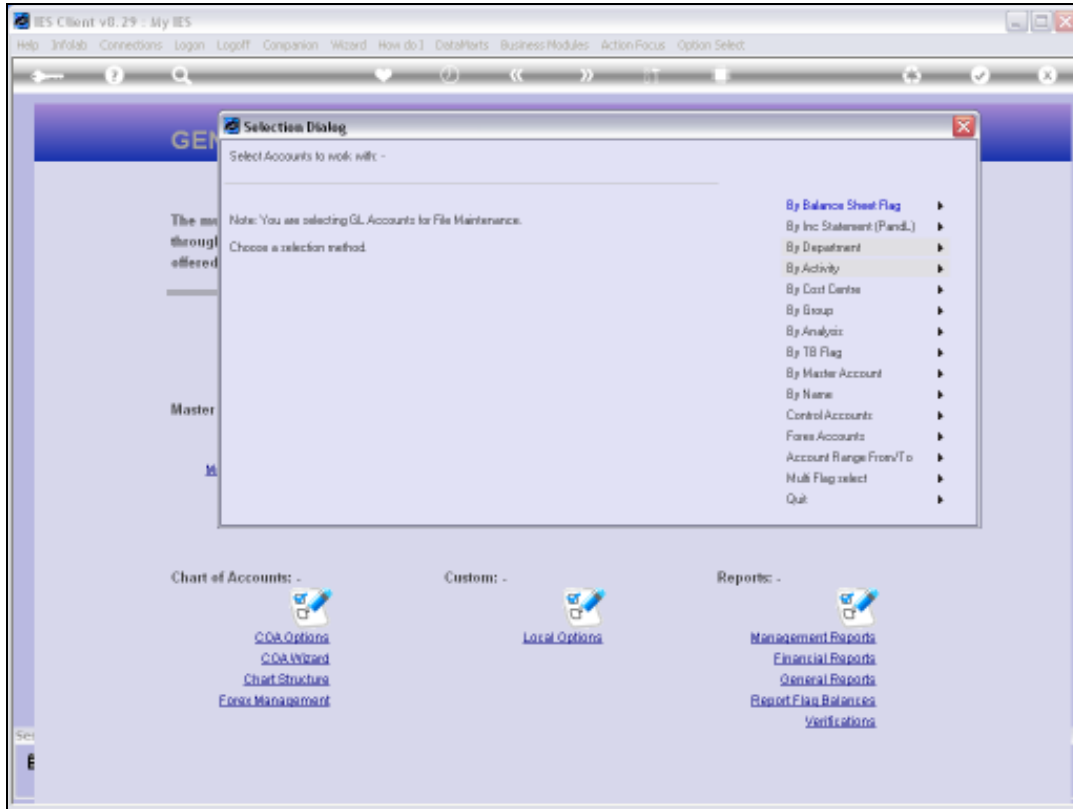 IES Client v8.29 : My IES
Help Infolab Connections Logon Logoff Companion Wizard How do I DataMarts Business Modules Action Focus Option Select
GEN
Selection Dialog
Select Accounts to work with: -
Note: You are selecting GL Accounts for File Maintenance.
Choose a selection method.
By Balance Sheet Flag
By Inc Statement (PandL)
By Department
By Activity
By Cost Centre
By Group
By Analysis
By TB Flag
By Master Account
By Name
Control Accounts
Forex Accounts
Account Range From/To
Multi Flag select
Quit
The
through
offered
Master
Chart of Accounts: -
COA Options
COA Wizard
Chart Structure
Forex Management
Custom: -
Local Options
Reports: -
Management Reports
Financial Reports
General Reports
Report Flag Balances
Verifications